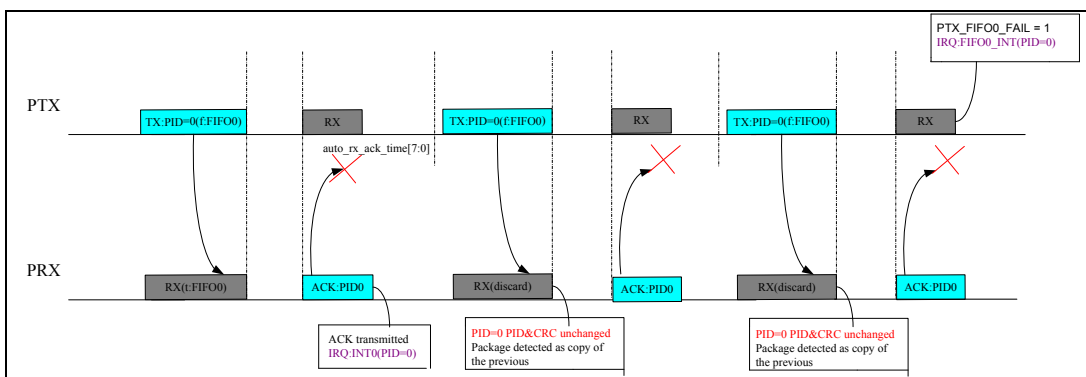 PTX_FIFO0_FAIL = 1
IRQ:FIFO0_INT(PID=0)
PTX
TX:PID=0(f:FIFO0)
RX
TX:PID=0(f:FIFO0)
RX
TX:PID=0(f:FIFO0)
RX
auto_rx_ack_time[7:0]
PRX
RX(t:FIFO0)
ACK:PID0
RX(discard)
ACK:PID0
RX(discard)
ACK:PID0
ACK transmitted
IRQ:INT0(PID=0)
PID=0 PID&CRC unchanged
Package detected as copy of
the previous
PID=0 PID&CRC unchanged
Package detected as copy of
the previous